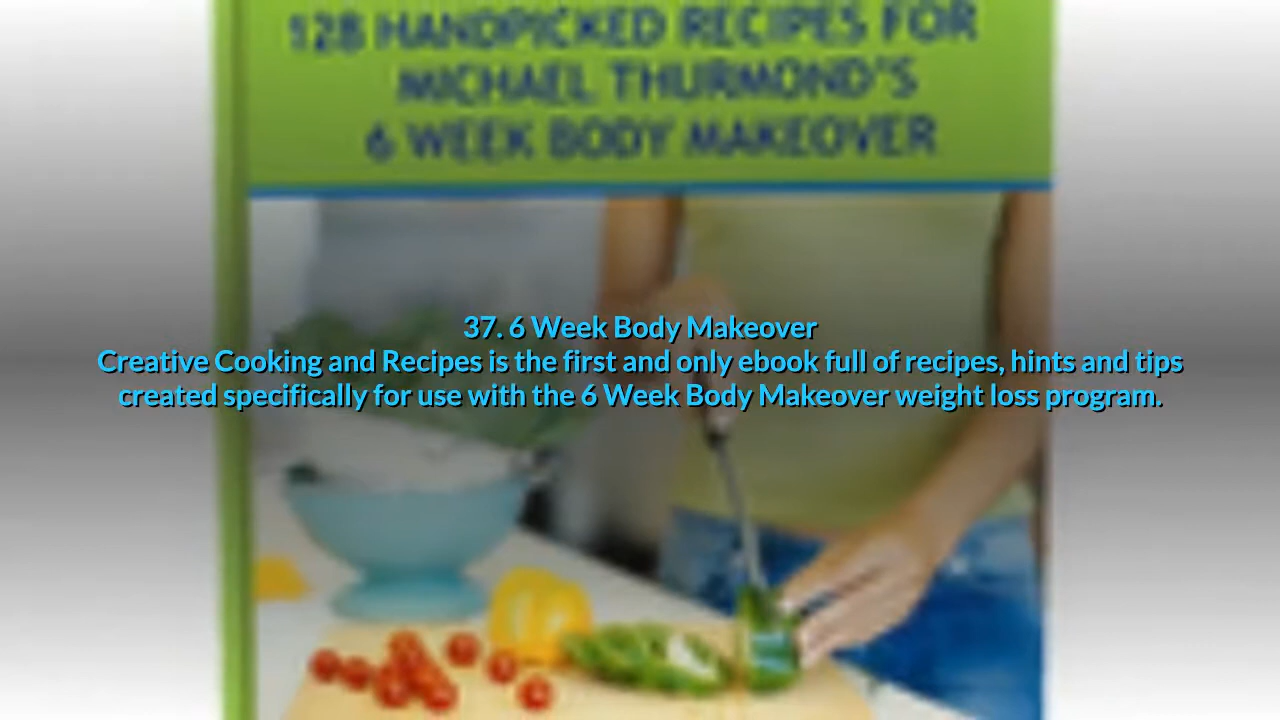 128 HANDPICKED RECIPES FOR
MICHAEL THURMOND'S
6 WEEK BODY MAKEOVER
37. 6 Week Body Makeover
Creative Cooking and Recipes is the first and only ebook full of recipes, hints and tips
created specifically for use with the 6 Week Body Makeover weight loss program.